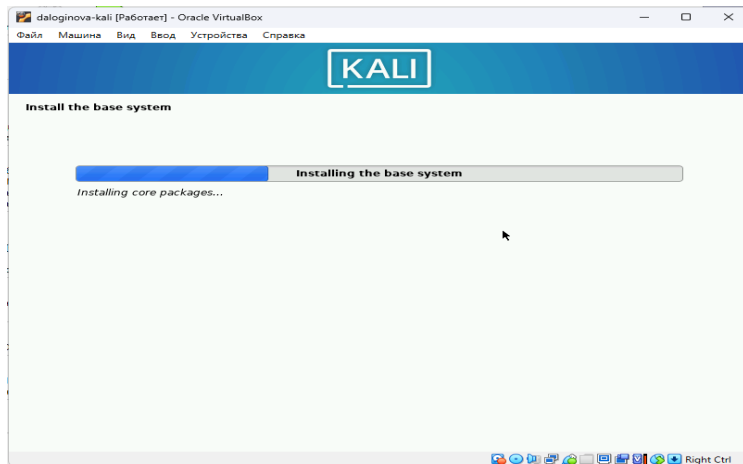 daloginova-kali [Работает] - Oracle VirtualBox
Файл Машина Вид Ввод Устройства Справка
KALI
Install the base system
Installing the base system
Installing core packages...
Right Ctrl